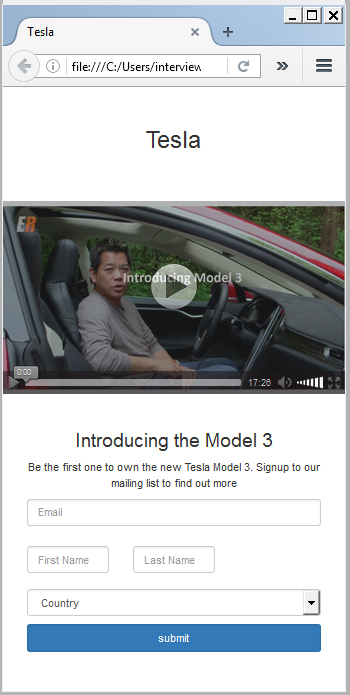 Tesla
file:///C:/Users/interview
Tesla
ER
Introducing Model 3
0:00
17:26
Introducing the Model 3
Be the first one to own the new Tesla Model 3. Signup to our
mailing list to find out more
Email
First Name Last Name
Country
submit